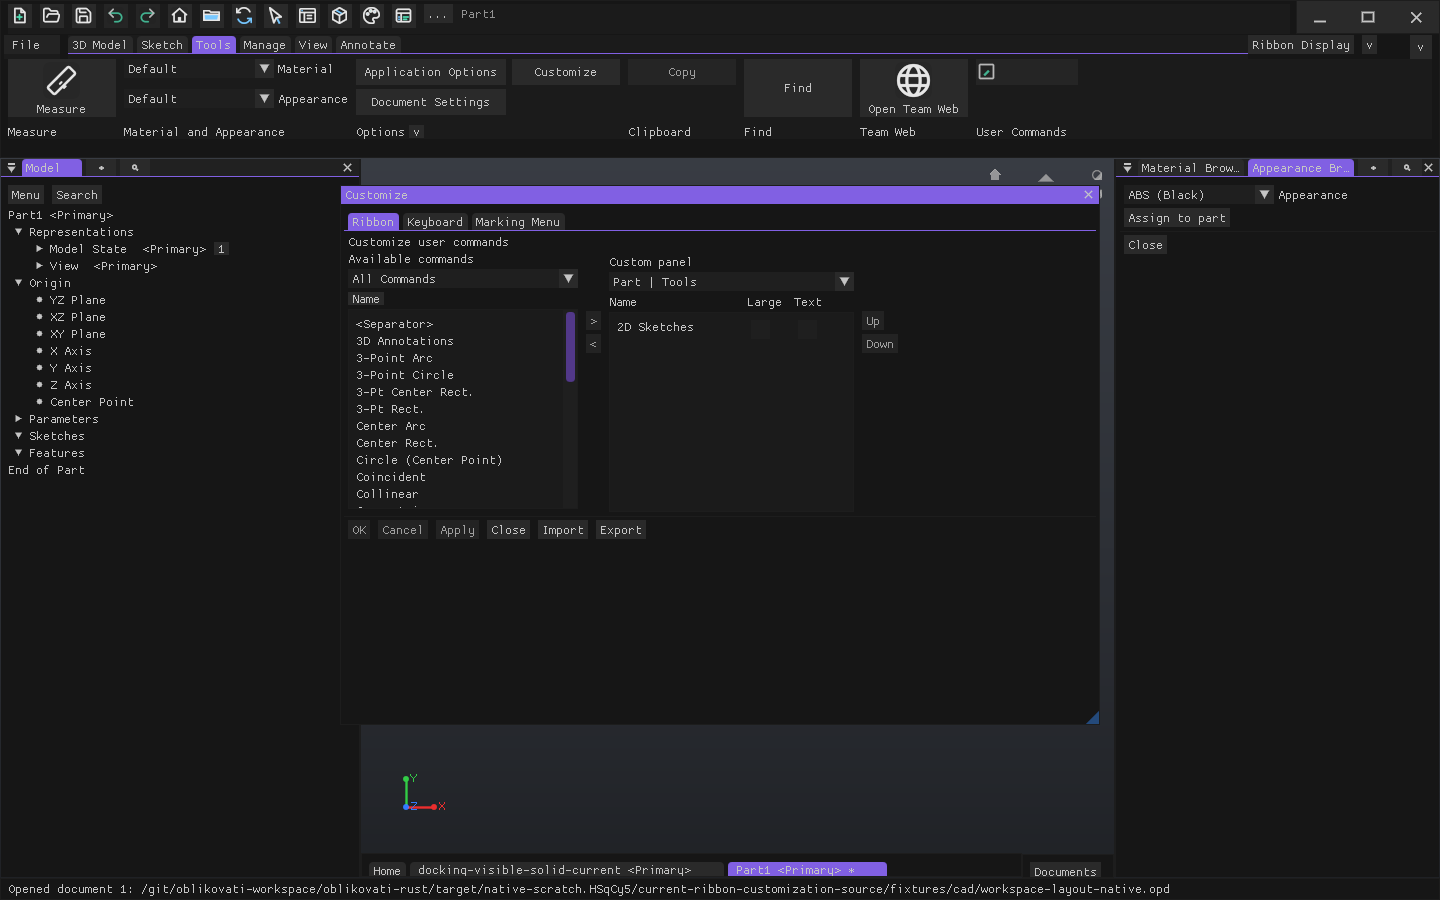 ... Part1
File 3D Model Sketch Tools Manage View Annotate Ribbon Display v v
Default Material Application Options Customize Copy
Find
Default Appearance Document Settings
Measure Open Team Web
Measure Material and Appearance Options v Clipboard Find Team Web User Commands
Model
Menu Search
Part1 <Primary>
Representations
Model State <Primary> 1
View <Primary>
Origin
YZ Plane
XZ Plane
XY Plane
X Axis
Y Axis
Z Axis
Center Point
Parameters
Sketches
Features
End of Part
Customize
Ribbon Keyboard Marking Menu
Customize user commands
Available commands
All Commands
Name
<Separator>
3D Annotations
3-Point Arc
3-Point Circle
3-Pt Center Rect.
3-Pt Rect.
Center Arc
Center Rect.
Circle (Center Point)
Coincident
Collinear
>
<
Custom panel
Part | Tools
Name Large Text
2D Sketches
Up
Down
OK Cancel Apply Close Import Export
Material Brow… Appearance Br…
ABS (Black) Appearance
Assign to part
Close
Y
Z X
Home docking-visible-solid-current <Primary> Part1 <Primary> * Documents
Opened document 1: /git/oblikovati-workspace/oblikovati-rust/target/native-scratch.HSqCy5/current-ribbon-customization-source/fixtures/cad/workspace-layout-native.opd